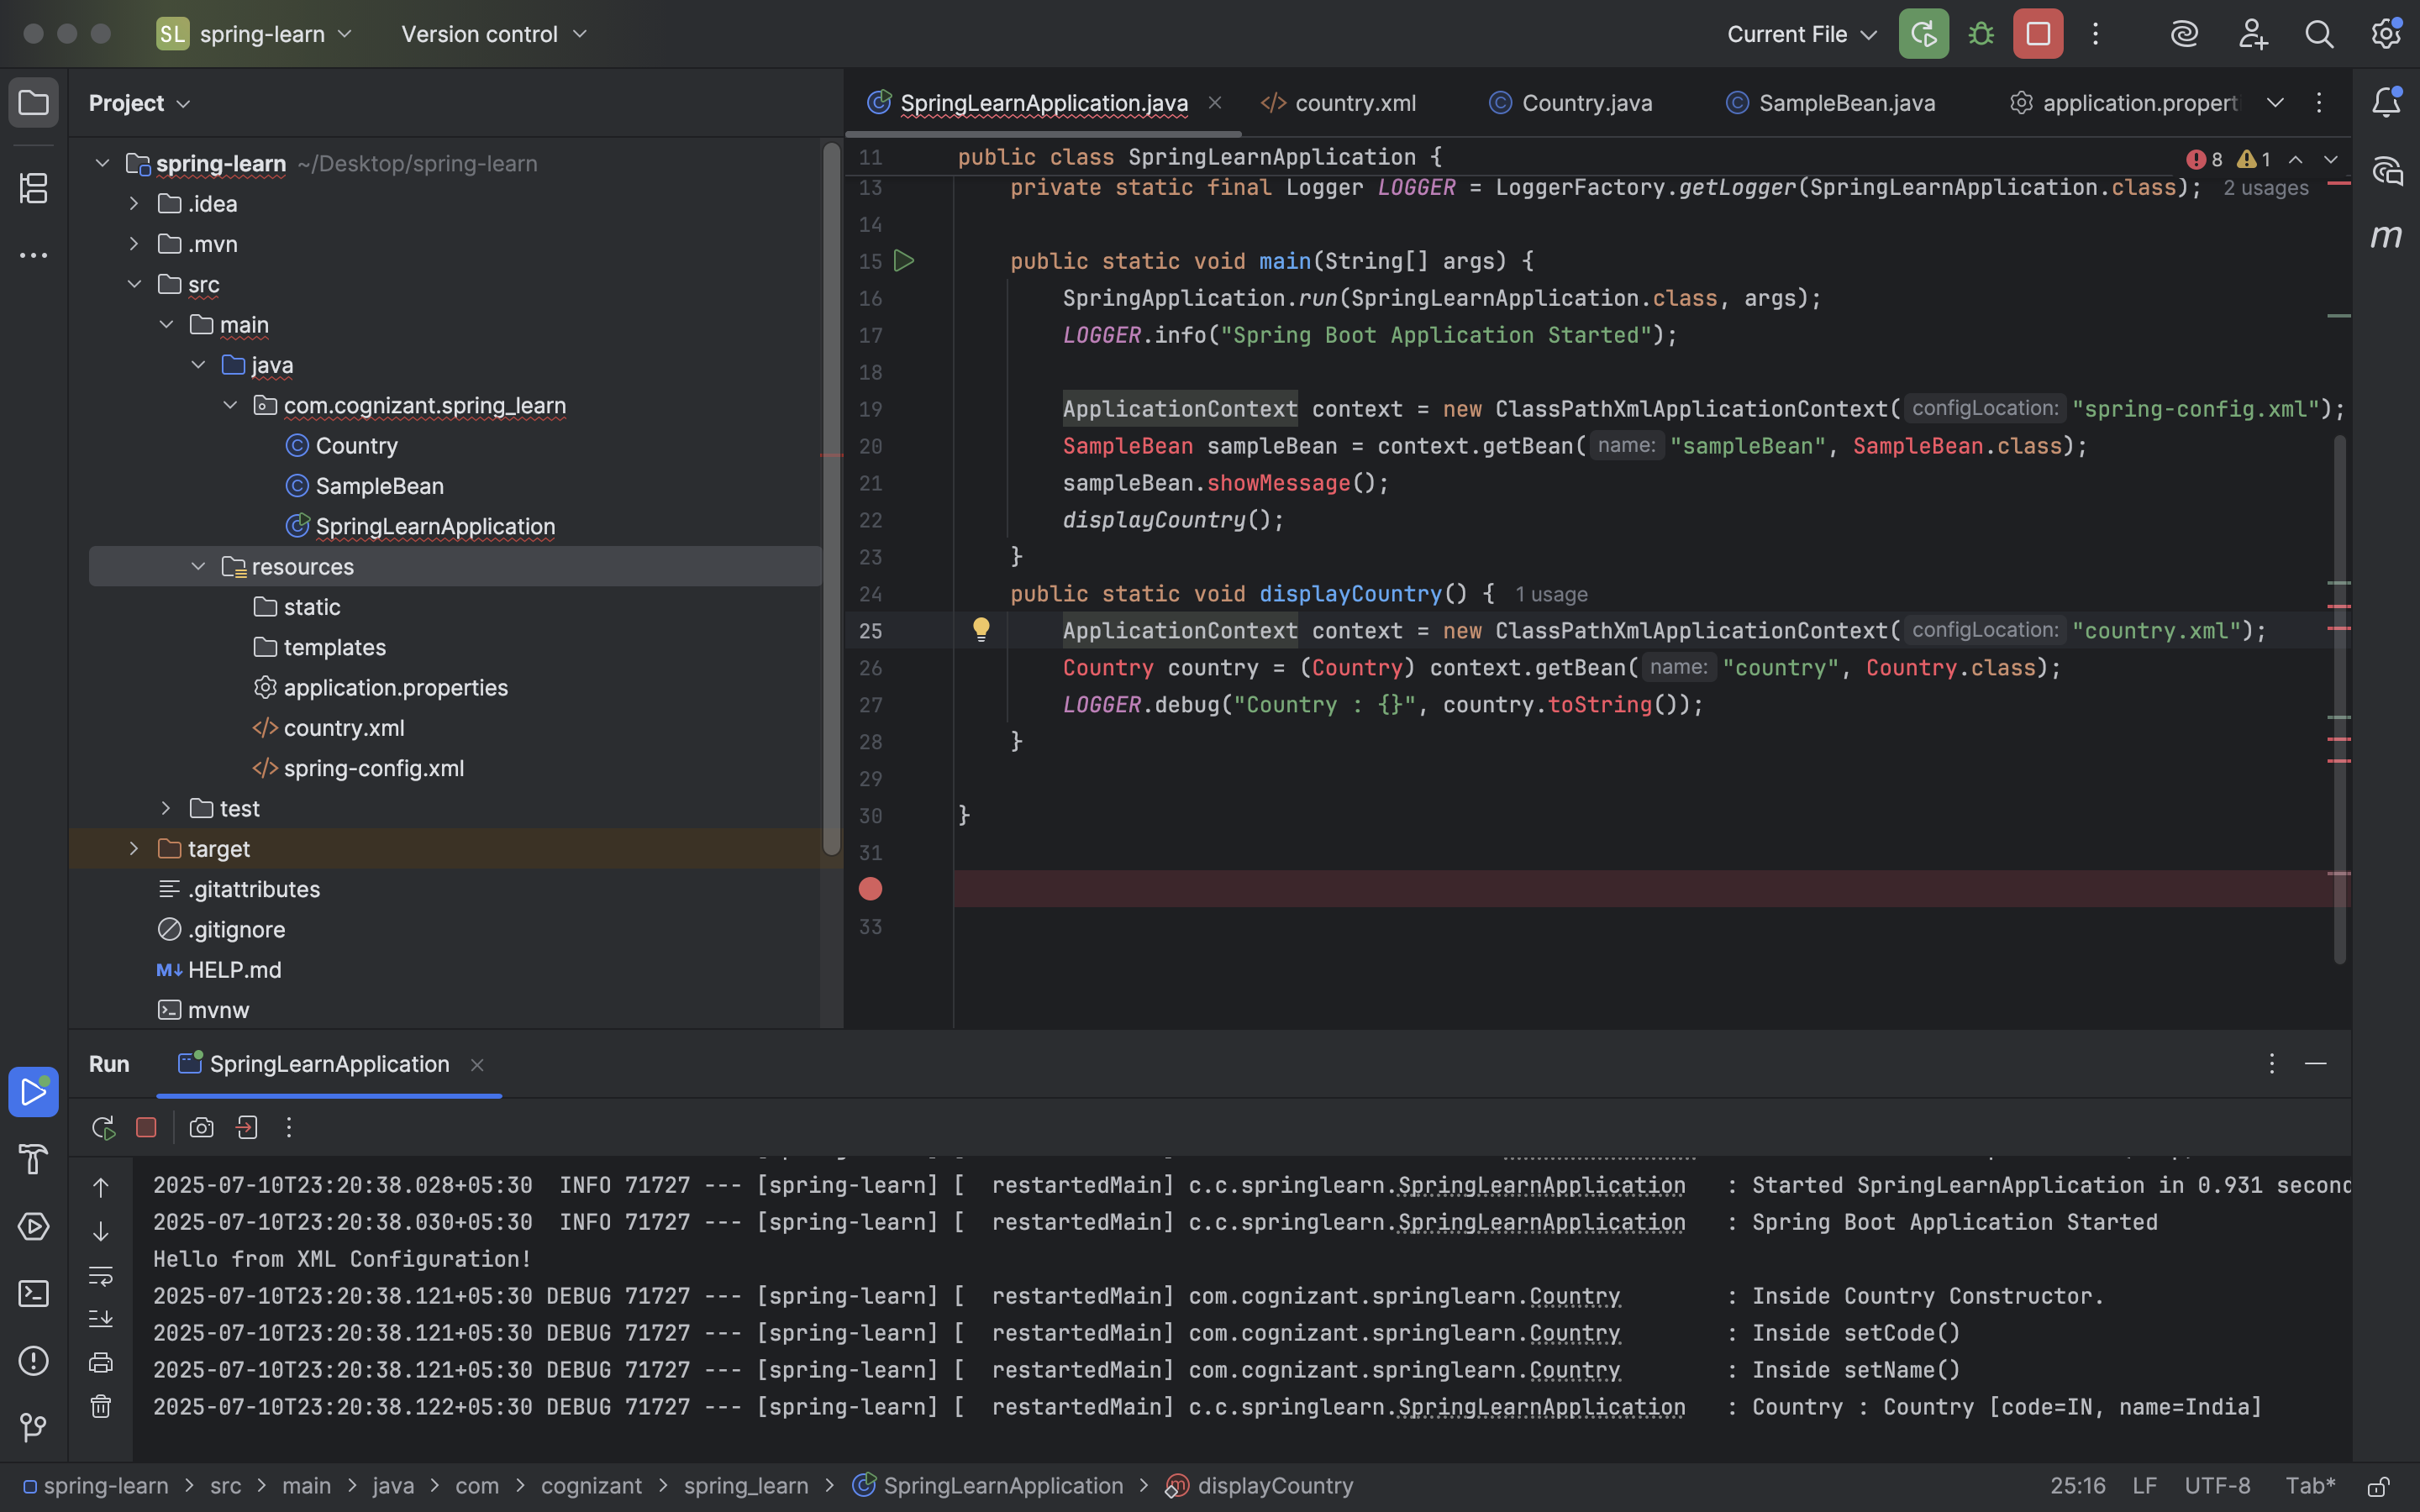 SL spring-learn Version control Current File
Project
spring-learn ~/Desktop/spring-learn
.idea
.mvn
src
main
java
com.cognizant.spring_learn
Country
SampleBean
SpringLearnApplication
resources
static
templates
application.properties
country.xml
spring-config.xml
test
target
.gitattributes
.gitignore
M↓ HELP.md
mvnw
SpringLearnApplication.java country.xml Country.java SampleBean.java application.propert
11 public class SpringLearnApplication { 8 1
13 private static final Logger LOGGER = LoggerFactory.getLogger(SpringLearnApplication.class); 2 usages
14
15 public static void main(String[] args) {
16 SpringApplication.run(SpringLearnApplication.class, args);
17 LOGGER.info("Spring Boot Application Started");
18
19 ApplicationContext context = new ClassPathXmlApplicationContext( configLocation: "spring-config.xml");
20 SampleBean sampleBean = context.getBean( name: "sampleBean", SampleBean.class);
21 sampleBean.showMessage();
22 displayCountry();
23 }
24 public static void displayCountry() { 1 usage
25 ApplicationContext context = new ClassPathXmlApplicationContext( configLocation: "country.xml");
26 Country country = (Country) context.getBean( name: "country", Country.class);
27 LOGGER.debug("Country : {}", country.toString());
28 }
29
30 }
31
33
m
Run SpringLearnApplication
2025-07-10T23:20:38.028+05:30  INFO 71727 --- [spring-learn] [  restartedMain] c.c.springlearn.SpringLearnApplication   : Started SpringLearnApplication in 0.931 second
2025-07-10T23:20:38.030+05:30  INFO 71727 --- [spring-learn] [  restartedMain] c.c.springlearn.SpringLearnApplication   : Spring Boot Application Started
Hello from XML Configuration!
2025-07-10T23:20:38.121+05:30 DEBUG 71727 --- [spring-learn] [  restartedMain] com.cognizant.springlearn.Country        : Inside Country Constructor.
2025-07-10T23:20:38.121+05:30 DEBUG 71727 --- [spring-learn] [  restartedMain] com.cognizant.springlearn.Country        : Inside setCode()
2025-07-10T23:20:38.121+05:30 DEBUG 71727 --- [spring-learn] [  restartedMain] com.cognizant.springlearn.Country        : Inside setName()
2025-07-10T23:20:38.122+05:30 DEBUG 71727 --- [spring-learn] [  restartedMain] c.c.springlearn.SpringLearnApplication   : Country : Country [code=IN, name=India]
spring-learn > src > main > java > com > cognizant > spring_learn > SpringLearnApplication > displayCountry 25:16 LF UTF-8 Tab*